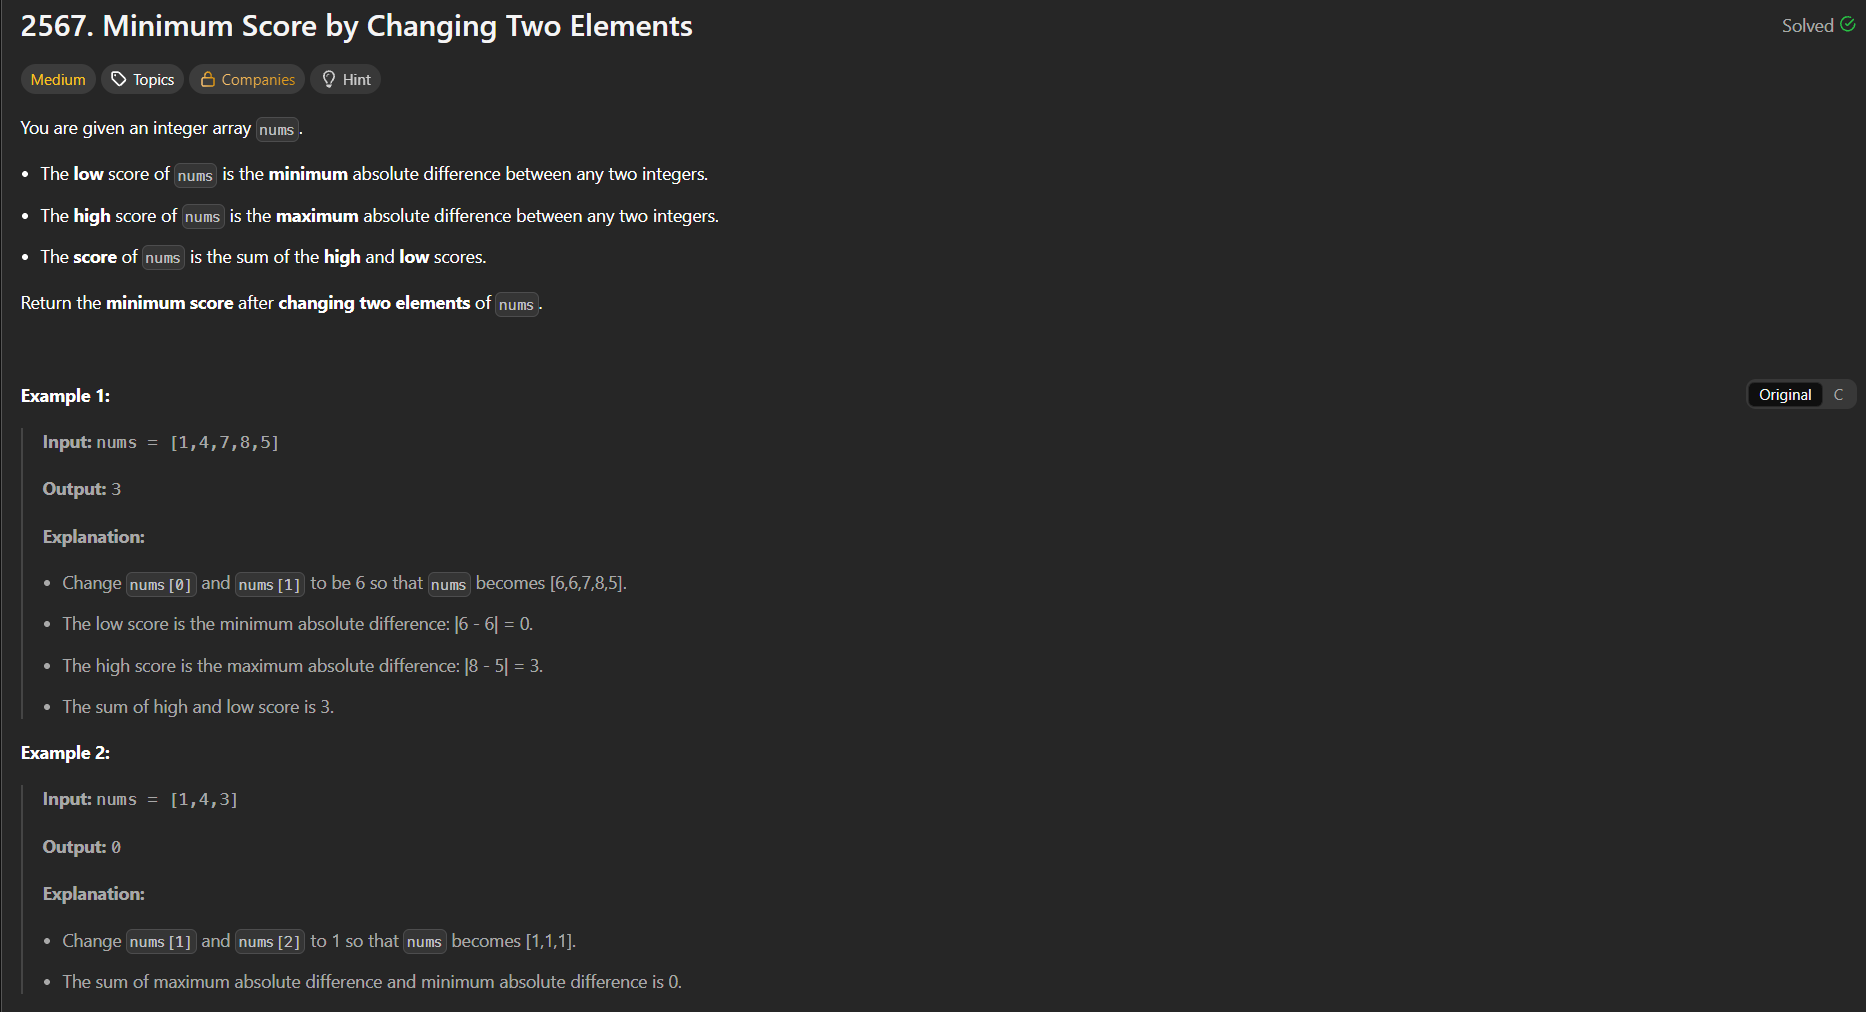 2567. Minimum Score by Changing Two Elements
Solved
Medium Topics Companies Hint
You are given an integer array nums.
• The low score of nums is the minimum absolute difference between any two integers.
• The high score of nums is the maximum absolute difference between any two integers.
• The score of nums is the sum of the high and low scores.
Return the minimum score after changing two elements of nums.
Example 1:
Original C
Input: nums = [1,4,7,8,5]
Output: 3
Explanation:
• Change nums[0] and nums[1] to be 6 so that nums becomes [6,6,7,8,5].
• The low score is the minimum absolute difference: |6 - 6| = 0.
• The high score is the maximum absolute difference: |8 - 5| = 3.
• The sum of high and low score is 3.
Example 2:
Input: nums = [1,4,3]
Output: 0
Explanation:
• Change nums[1] and nums[2] to 1 so that nums becomes [1,1,1].
• The sum of maximum absolute difference and minimum absolute difference is 0.